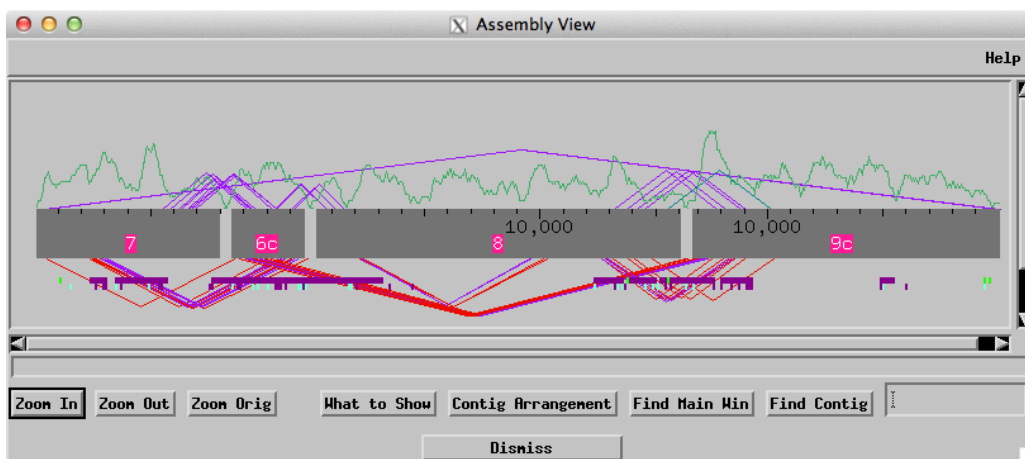 Assembly View
Help
10,000 10,000
7 6c 8 9c
Zoom In Zoom Out Zoom Orig What to Show Contig Arrangement Find Main Win Find Contig
Dismiss